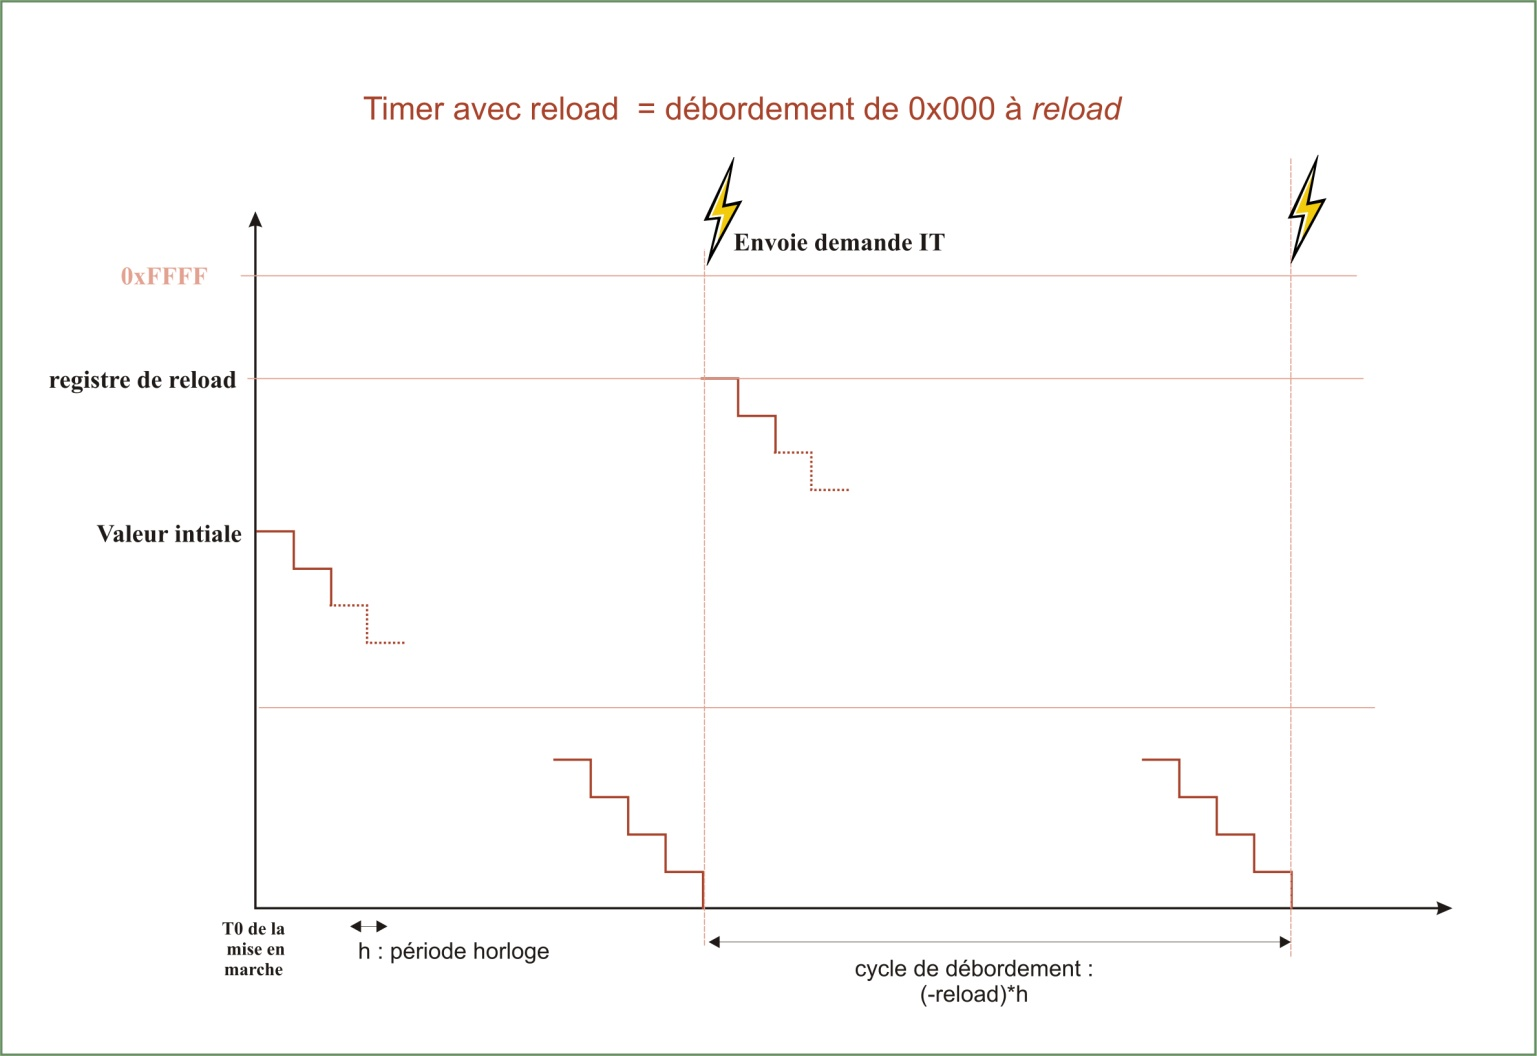 Timer avec reload = débordement de 0x000 à reload
Envoie demande IT
0xFFFF
registre de reload
Valeur intiale
T0 de la
mise en
marche
h : période horloge
cycle de débordement :
(-reload)*h